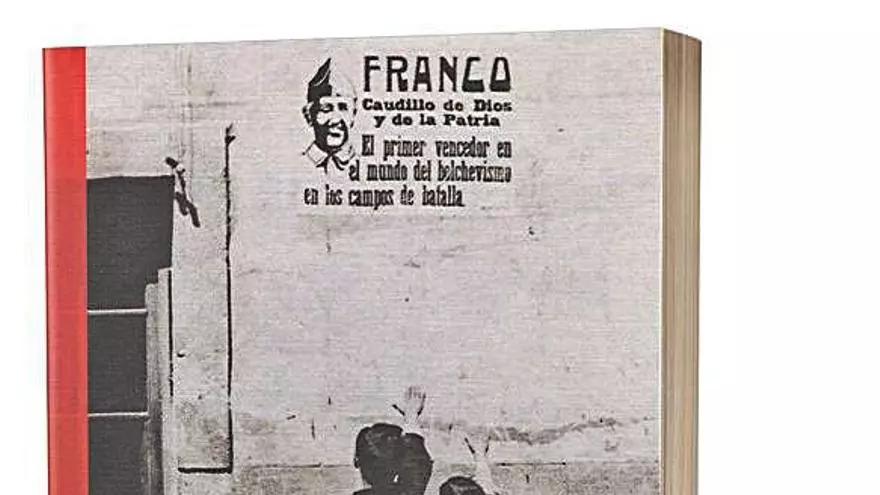 FRANCO
Caudillo de Dios
y de la Patria
El primer vencedor en
el mundo del bolchevismo
en los campos de batalla